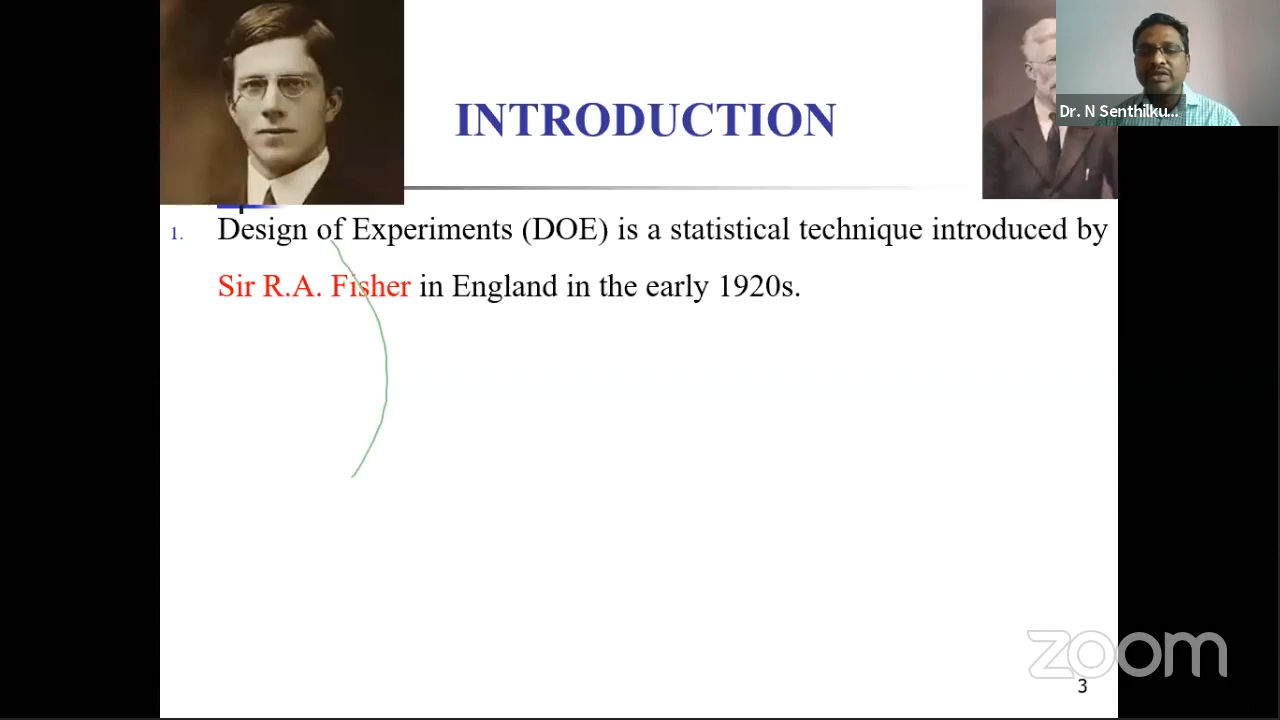 INTRODUCTION
Dr. N Senthilku...
1. Design of Experiments (DOE) is a statistical technique introduced by
Sir R.A. Fisher in England in the early 1920s.
zoom
3